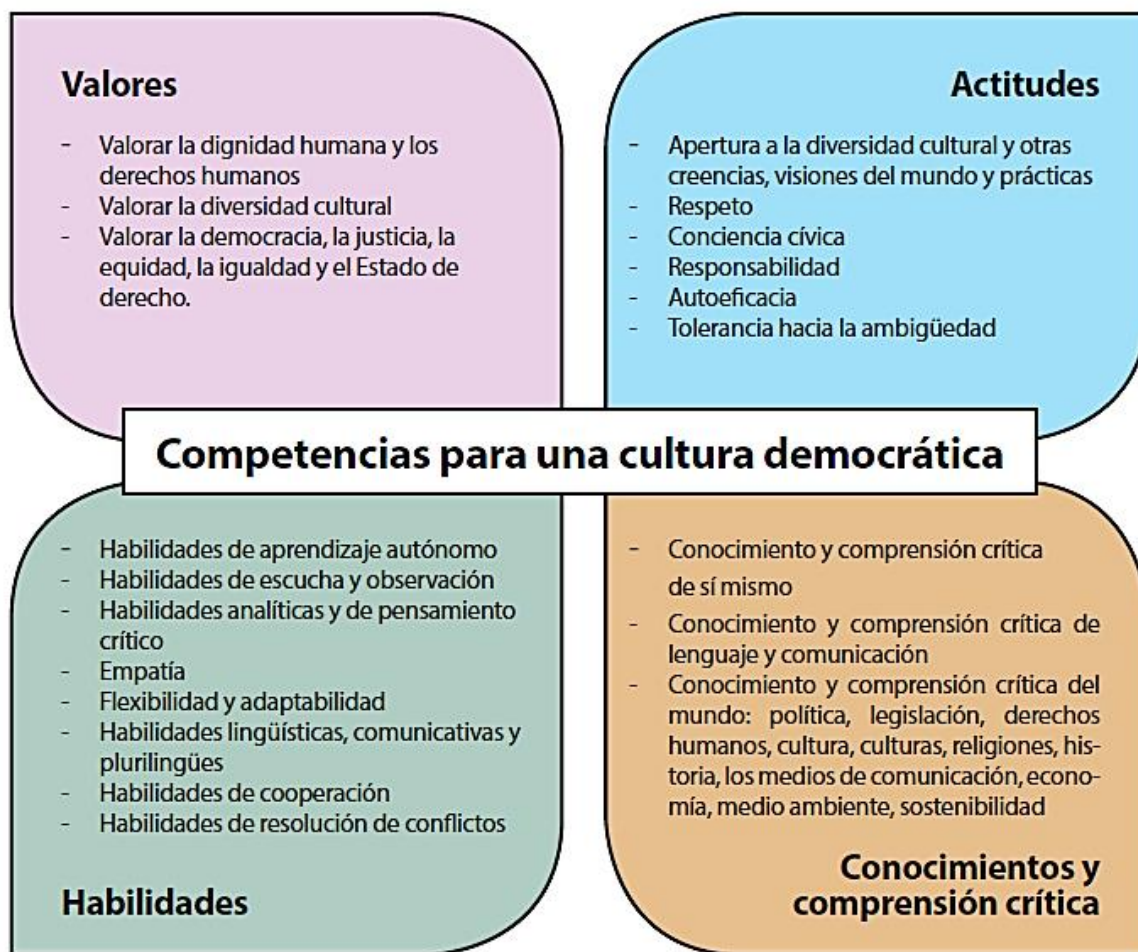 Valores
- Valorar la dignidad humana y los
derechos humanos
- Valorar la diversidad cultural
- Valorar la democracia, la justicia, la
equidad, la igualdad y el Estado de
derecho.
Actitudes
- Apertura a la diversidad cultural y otras
creencias, visiones del mundo y prácticas
- Respeto
- Conciencia cívica
- Responsabilidad
- Autoeficacia
- Tolerancia hacia la ambigüedad
Competencias para una cultura democrática
- Habilidades de aprendizaje autónomo
- Habilidades de escucha y observación
- Habilidades analíticas y de pensamiento
crítico
- Empatía
- Flexibilidad y adaptabilidad
- Habilidades lingüísticas, comunicativas y
plurilingües
- Habilidades de cooperación
- Habilidades de resolución de conflictos
Habilidades
- Conocimiento y comprensión crítica
de sí mismo
- Conocimiento y comprensión crítica de
lenguaje y comunicación
- Conocimiento y comprensión crítica del
mundo: política, legislación, derechos
humanos, cultura, culturas, religiones, his-
toria, los medios de comunicación, econo-
mía, medio ambiente, sostenibilidad
Conocimientos y
comprensión crítica